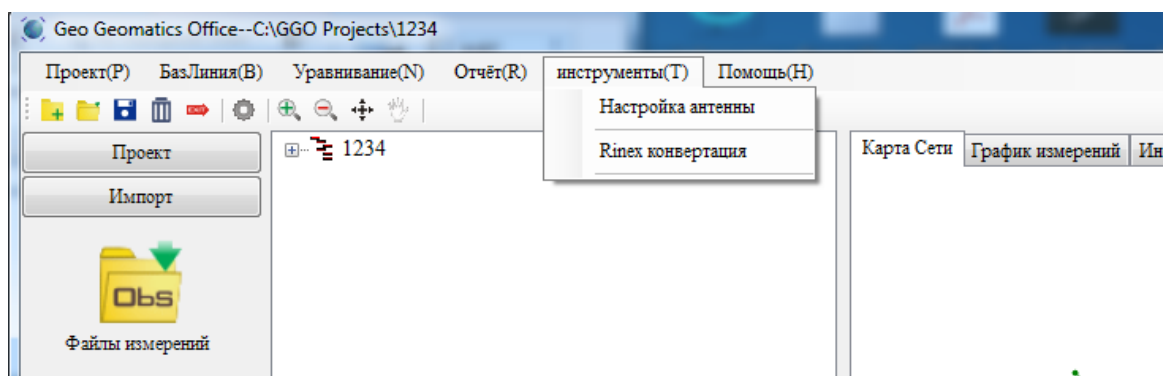 Geo Geomatics Office--C:\GGO Projects\1234
Проект(P) БазЛиния(B) Уравнивание(N) Отчёт(R) инструменты(T) Помощь(H)
Настройка антенны
Rinex конвертация
Проект
Импорт
Obs
Файлы измерений
1234
Карта Сети График измерений Ин